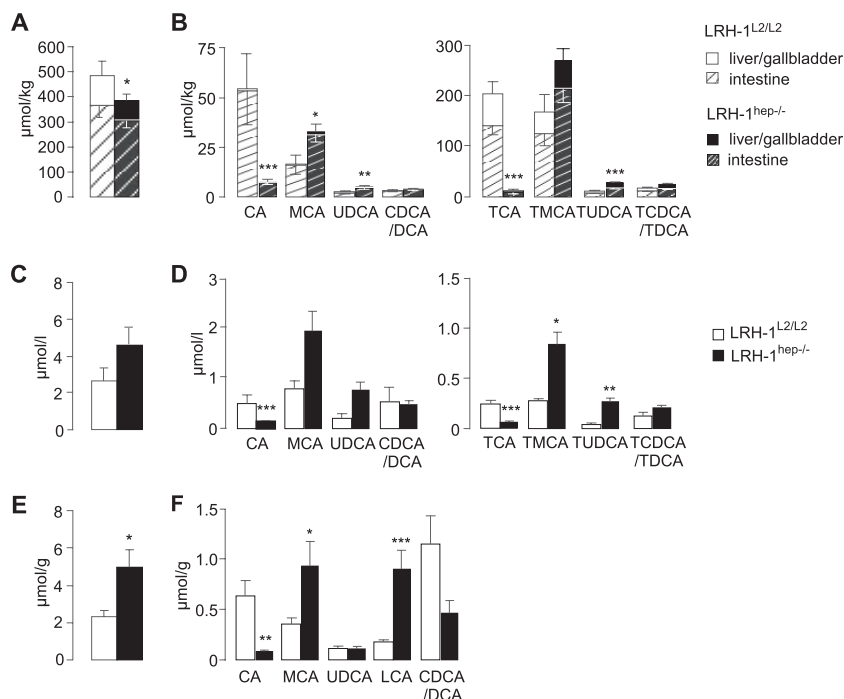 A
600
500
400
300
200
100
0
µmol/kg
*
B
75
50
25
0
µmol/kg
***
*
**
CA
MCA
UDCA
CDCA
/DCA
300
200
100
0
***
***
TCA
TMCA
TUDCA
TCDCA
/TDCA
LRH-1L2/L2
liver/gallbladder
intestine
LRH-1hep-/-
liver/gallbladder
intestine
C
8
6
4
2
0
µmol/l
D
3
2
1
0
µmol/l
***
CA
MCA
UDCA
CDCA
/DCA
1.5
1.0
0.5
0
***
*
**
TCA
TMCA
TUDCA
TCDCA
/TDCA
LRH-1L2/L2
LRH-1hep-/-
E
8
6
4
2
0
µmol/g
*
F
1.5
1.0
0.5
0
µmol/g
**
*
***
CA
MCA
UDCA
LCA
CDCA
/DCA